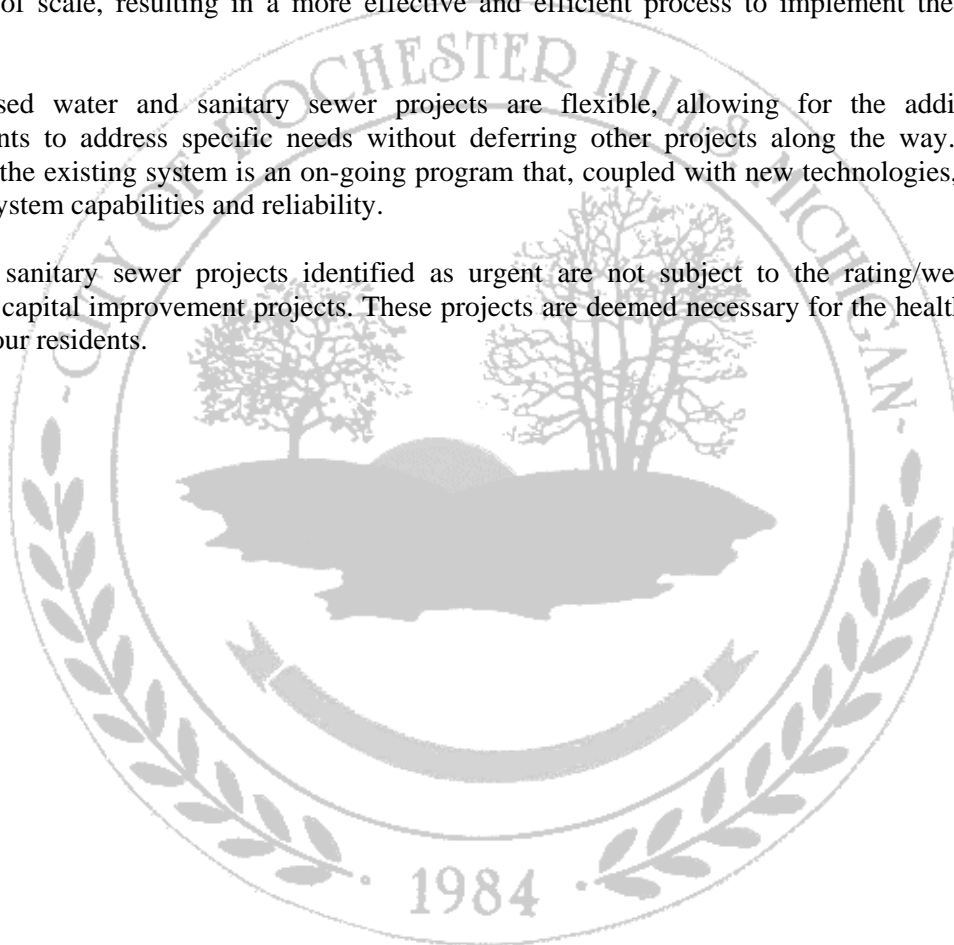 of scale, resulting in a more effective and efficient process to implement the
sed water and sanitary sewer projects are flexible, allowing for the addi
nts to address specific needs without deferring other projects along the way.
the existing system is an on-going program that, coupled with new technologies,
ystem capabilities and reliability.
sanitary sewer projects identified as urgent are not subject to the rating/we
capital improvement projects. These projects are deemed necessary for the healt
our residents.
- CITY OF ROCHESTER HILLS, MICHIGAN -
· 1984 ·